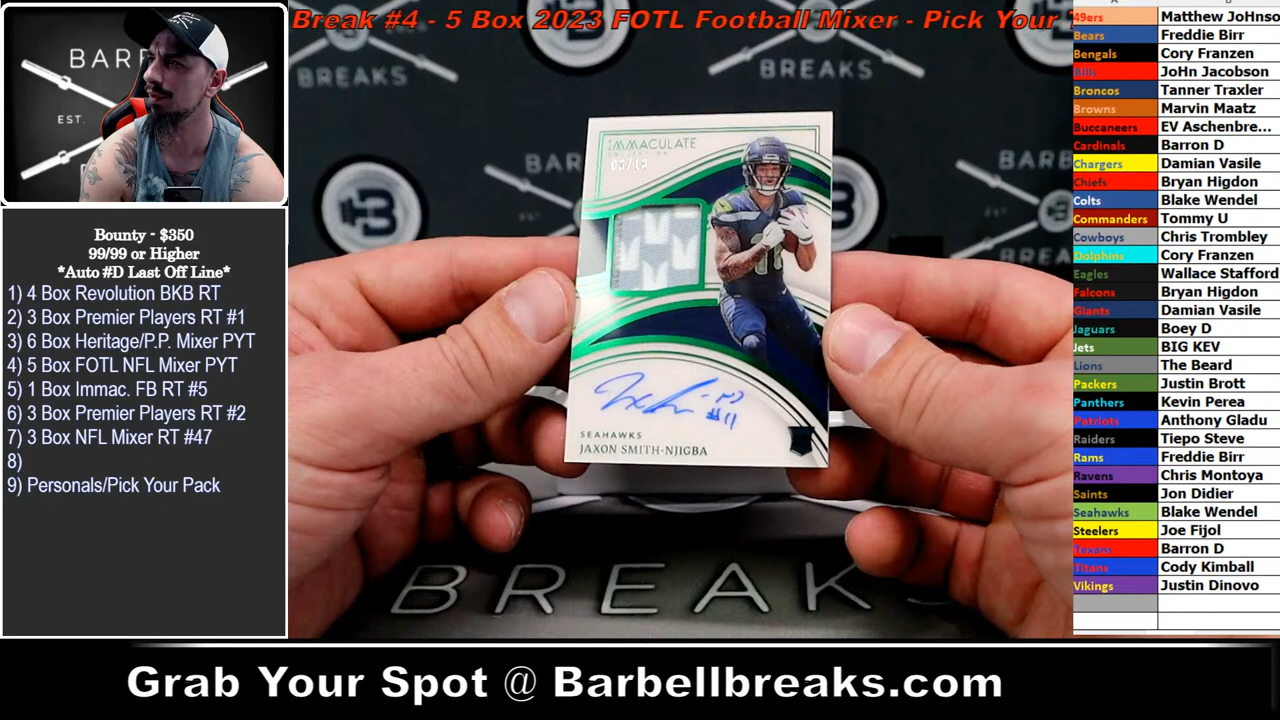 Break #4 - 5 Box 2023 FOTL Football Mixer - Pick Your
BAR
EST.
BREAKS
BREAKS
BAR
BARB
IMMACULATE
COLLECTION
SEAHAWKS
JAXON SMITH-NJIGBA
#11
BREAKS
Bounty - $350
99/99 or Higher
*Auto #D Last Off Line*
1) 4 Box Revolution BKB RT
2) 3 Box Premier Players RT #1
3) 6 Box Heritage/P.P. Mixer PYT
4) 5 Box FOTL NFL Mixer PYT
5) 1 Box Immac. FB RT #5
6) 3 Box Premier Players RT #2
7) 3 Box NFL Mixer RT #47
8)
9) Personals/Pick Your Pack
49ers Matthew JoHnso
Bears Freddie Birr
Bengals Cory Franzen
Bills JoHn Jacobson
Broncos Tanner Traxler
Browns Marvin Maatz
Buccaneers EV Aschenbre...
Cardinals Barron D
Chargers Damian Vasile
Chiefs Bryan Higdon
Colts Blake Wendel
Commanders Tommy U
Cowboys Chris Trombley
Dolphins Cory Franzen
Eagles Wallace Stafford
Falcons Bryan Higdon
Giants Damian Vasile
Jaguars Boey D
Jets BIG KEV
Lions The Beard
Packers Justin Brott
Panthers Kevin Perea
Patriots Anthony Gladu
Raiders Tiepo Steve
Rams Freddie Birr
Ravens Chris Montoya
Saints Jon Didier
Seahawks Blake Wendel
Steelers Joe Fijol
Texans Barron D
Titans Cody Kimball
Vikings Justin Dinovo
Grab Your Spot @ Barbellbreaks.com